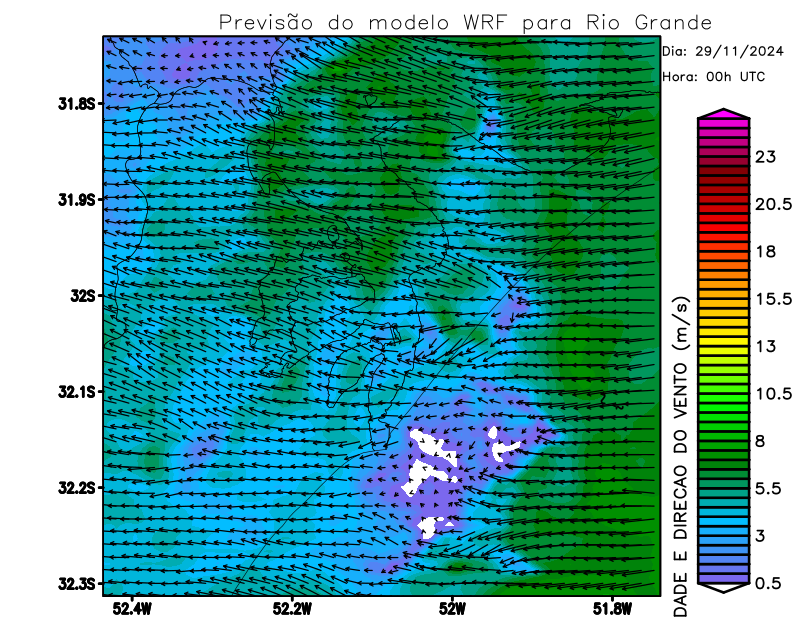 Previsão do modelo WRF para Rio Grande
Dia: 29/11/2024
Hora: 00h UTC
31.8S
31.9S
32S
32.1S
32.2S
32.3S
52.4W
52.2W
52W
51.8W
23
20.5
18
15.5
13
10.5
8
5.5
3
0.5
DADE E DIRECAO DO VENTO (m/s)